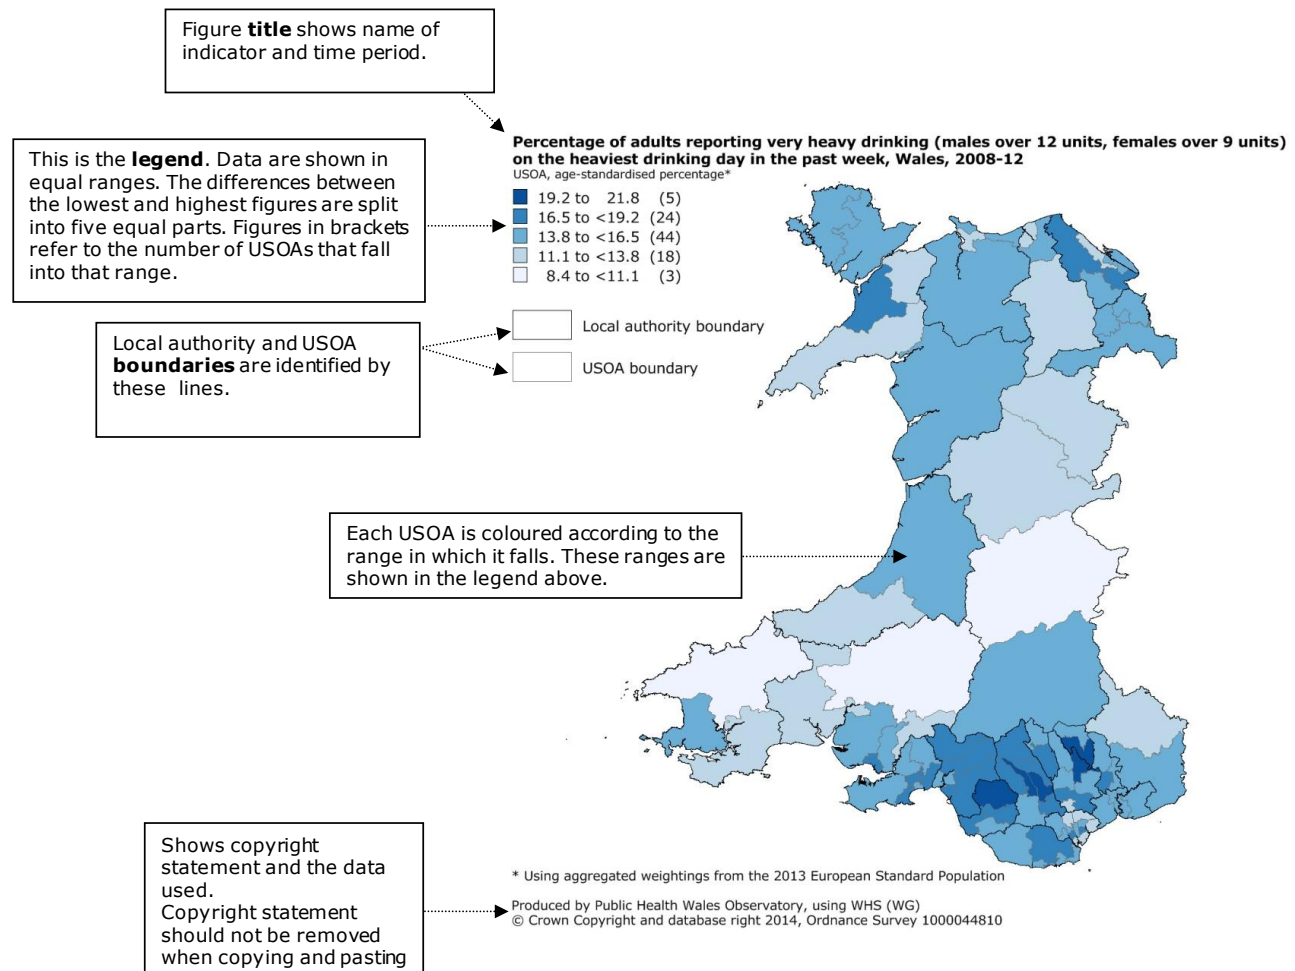 Figure title shows name of
indicator and time period.
This is the legend. Data are shown in
equal ranges. The differences between
the lowest and highest figures are split
into five equal parts. Figures in brackets
refer to the number of USOAs that fall
into that range.
Local authority and USOA
boundaries are identified by
these lines.
Percentage of adults reporting very heavy drinking (males over 12 units, females over 9 units)
on the heaviest drinking day in the past week, Wales, 2008-12
USOA, age-standardised percentage*
19.2 to 21.8 (5)
16.5 to <19.2 (24)
13.8 to <16.5 (44)
11.1 to <13.8 (18)
8.4 to <11.1 (3)
Local authority boundary
USOA boundary
Each USOA is coloured according to the
range in which it falls. These ranges are
shown in the legend above.
Shows copyright
statement and the data
used.
Copyright statement
should not be removed
when copying and pasting
* Using aggregated weightings from the 2013 European Standard Population
Produced by Public Health Wales Observatory, using WHS (WG)
© Crown Copyright and database right 2014, Ordnance Survey 1000044810